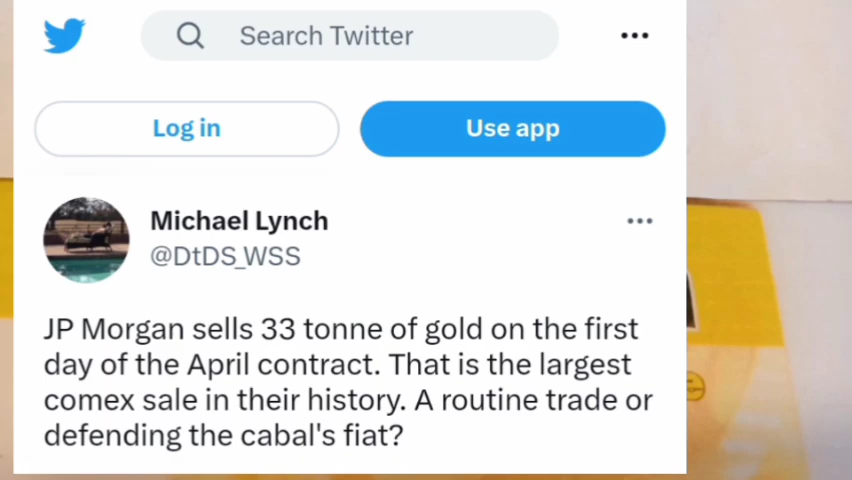 Search Twitter
Log in
Use app
Michael Lynch
@DtDS_WSS
JP Morgan sells 33 tonne of gold on the first
day of the April contract. That is the largest
comex sale in their history. A routine trade or
defending the cabal's fiat?